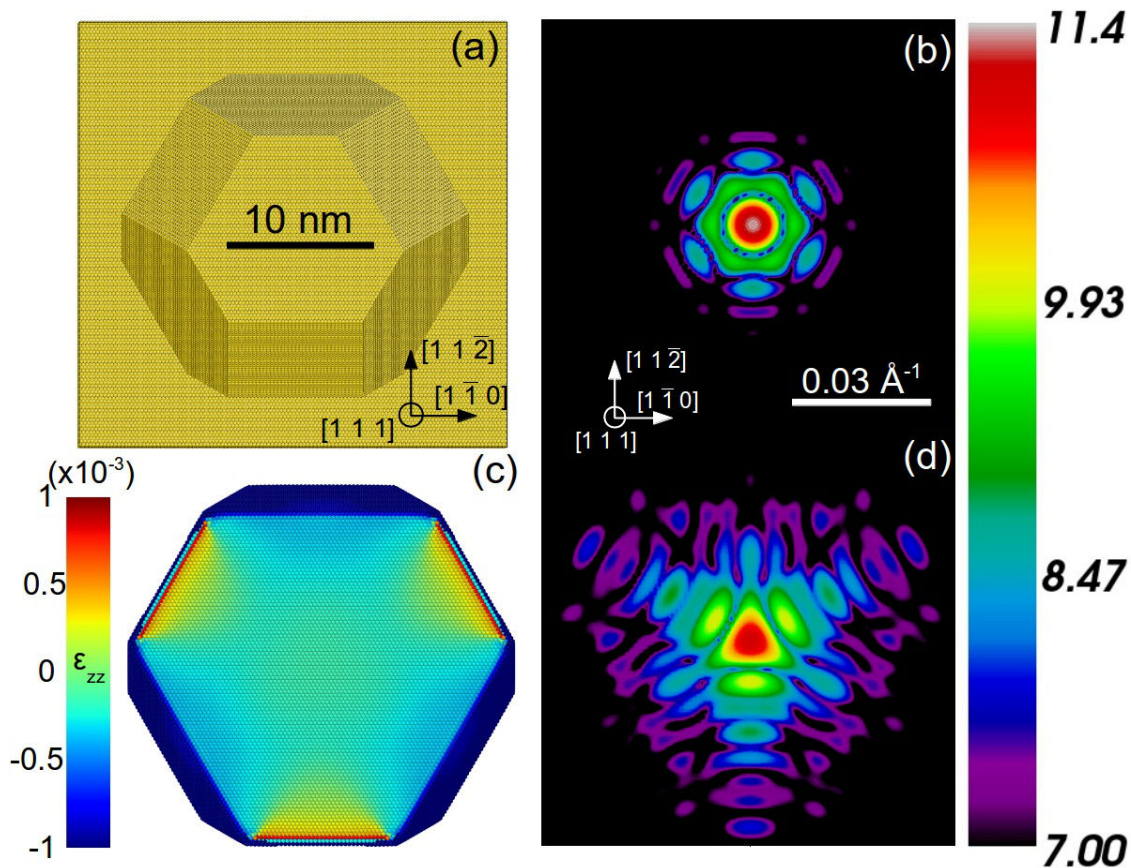 (a)
10 nm
[1 1 2̅]
[1 1̅ 0]
[1 1 1]
(b)
[1 1 2̅]
[1 1̅ 0]
[1 1 1]
0.03 Å⁻¹
11.4
9.93
8.47
7.00
(x10⁻³)
1
0.5
0
-0.5
-1
ε_zz
(c)
(d)